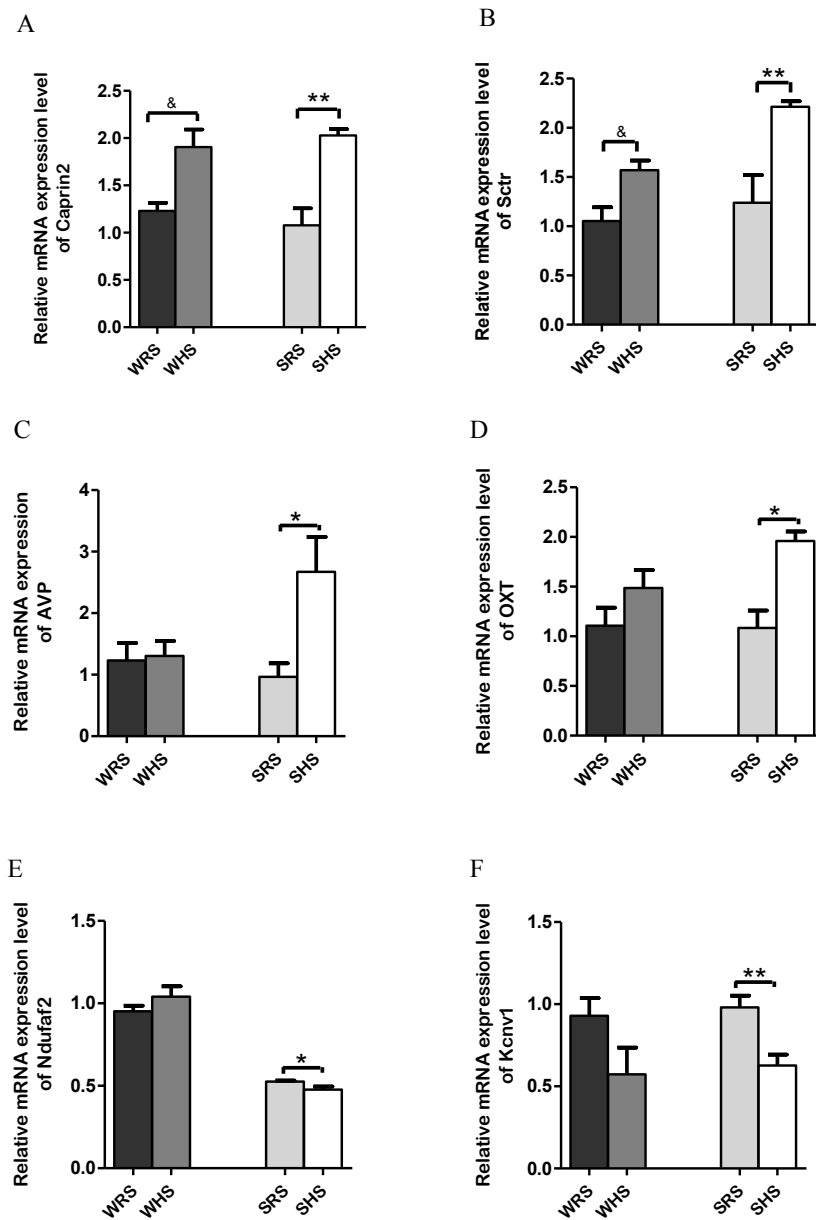 A
Relative mRNA expression level
of Caprin2
2.5
2.0
1.5
1.0
0.5
0.0
&
**
WRS
WHS
SRS
SHS
B
Relative mRNA expression level
of Sctr
2.5
2.0
1.5
1.0
0.5
0.0
&
**
WRS
WHS
SRS
SHS
C
Relative mRNA expression
of AVP
4
3
2
1
0
*
WRS
WHS
SRS
SHS
D
Relative mRNA expression level
of OXT
2.5
2.0
1.5
1.0
0.5
0.0
*
WRS
WHS
SRS
SHS
E
Relative mRNA expression level
of Ndufaf2
1.5
1.0
0.5
0.0
*
WRS
WHS
SRS
SHS
F
Relative mRNA expression level
of Kcnv1
1.5
1.0
0.5
0.0
**
WRS
WHS
SRS
SHS